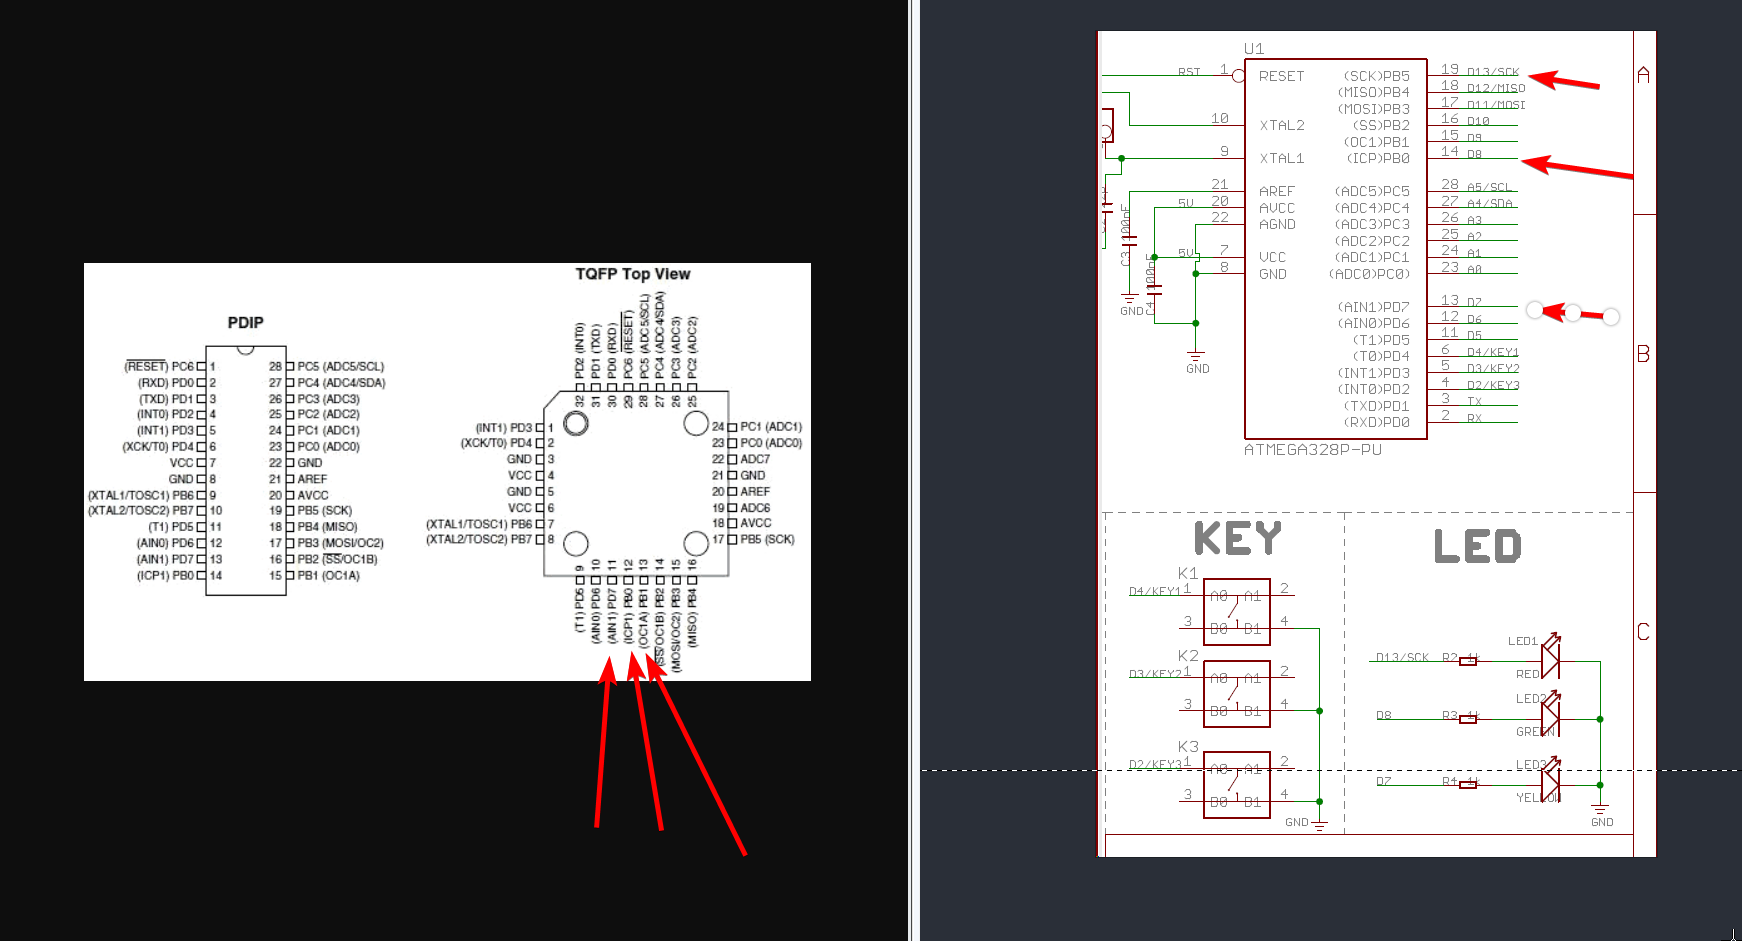 TQFP Top View
PDIP
(RESET) PC6 1 28 PC5 (ADC5/SCL)
(RXD) PD0 2 27 PC4 (ADC4/SDA)
(TXD) PD1 3 26 PC3 (ADC3)
(INT0) PD2 4 25 PC2 (ADC2)
(INT1) PD3 5 24 PC1 (ADC1)
(XCK/T0) PD4 6 23 PC0 (ADC0)
VCC 7 22 GND
GND 8 21 AREF
(XTAL1/TOSC1) PB6 9 20 AVCC
(XTAL2/TOSC2) PB7 10 19 PB5 (SCK)
(T1) PD5 11 18 PB4 (MISO)
(AIN0) PD6 12 17 PB3 (MOSI/OC2)
(AIN1) PD7 13 16 PB2 (SS/OC1B)
(ICP1) PB0 14 15 PB1 (OC1A)
PD2 (INT0)
PD1 (TXD)
PD0 (RXD)
PC6 (RESET)
PC5 (ADC5/SCL)
PC4 (ADC4/SDA)
PC3 (ADC3)
PC2 (ADC2)
32 31 30 29 28 27 26 25
(INT1) PD3 1 24 PC1 (ADC1)
(XCK/T0) PD4 2 23 PC0 (ADC0)
GND 3 22 ADC7
VCC 4 21 GND
GND 5 20 AREF
VCC 6 19 ADC6
(XTAL1/TOSC1) PB6 7 18 AVCC
(XTAL2/TOSC2) PB7 8 17 PB5 (SCK)
9 10 11 12 13 14 15 16
(T1) PD5
(AIN0) PD6
(AIN1) PD7
(ICP1) PB0
(OC1A) PB1
(SS/OC1B) PB2
(MOSI/OC2) PB3
(MISO) PB4
U1
RST 1 RESET (SCK)PB5 19 D13/SCK
(MISO)PB4 18 D12/MISO
(MOSI)PB3 17 D11/MOSI
10 XTAL2 (SS)PB2 16 D10
(OC1)PB1 15 D9
9 XTAL1 (ICP)PB0 14 D8
21 AREF (ADC5)PC5 28 A5/SCL
5V 20 AVCC (ADC4)PC4 27 A4/SDA
22 AGND (ADC3)PC3 26 A3
(ADC2)PC2 25 A2
5V 7 VCC (ADC1)PC1 24 A1
8 GND (ADC0)PC0) 23 A0
C3 100nF
C4 100nF
GND
GND
(AIN1)PD7 13 D7
(AIN0)PD6 12 D6
(T1)PD5 11 D5
(T0)PD4 6 D4/KEY1
(INT1)PD3 5 D3/KEY2
(INT0)PD2 4 D2/KEY3
(TXD)PD1 3 TX
(RXD)PD0 2 RX
ATMEGA328P-PU
A
B
C
KEY
K1
D4/KEY1 1 A0 A1 2
3 B0 B1 4
K2
D3/KEY2 1 A0 A1 2
3 B0 B1 4
K3
D2/KEY3 1 A0 A1 2
3 B0 B1 4
GND
LED
LED1
D13/SCK R2 1k
RED
LED2
D8 R3 1k
GREEN
LED3
D7 R4 1k
YELLOW
GND